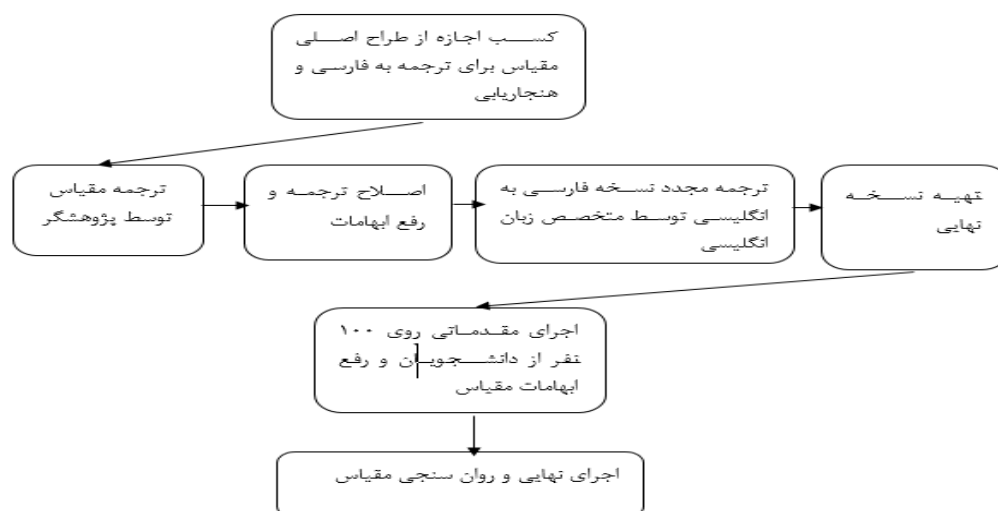 کسب اجازه از طراح اصلی
مقیاس برای ترجمه به فارسی و
هنجاریابی
ترجمه مقیاس
توسط پژوهشگر
اصلاح ترجمه و
رفع ابهامات
ترجمه مجدد نسخه فارسی به
انگلیسی توسط متخصص زبان
انگلیسی
تهیه نسخه
نهایی
اجرای مقدماتی روی ۱۰۰
نفر از دانشجویان و رفع
ابهامات مقیاس
اجرای نهایی و روان سنجی مقیاس